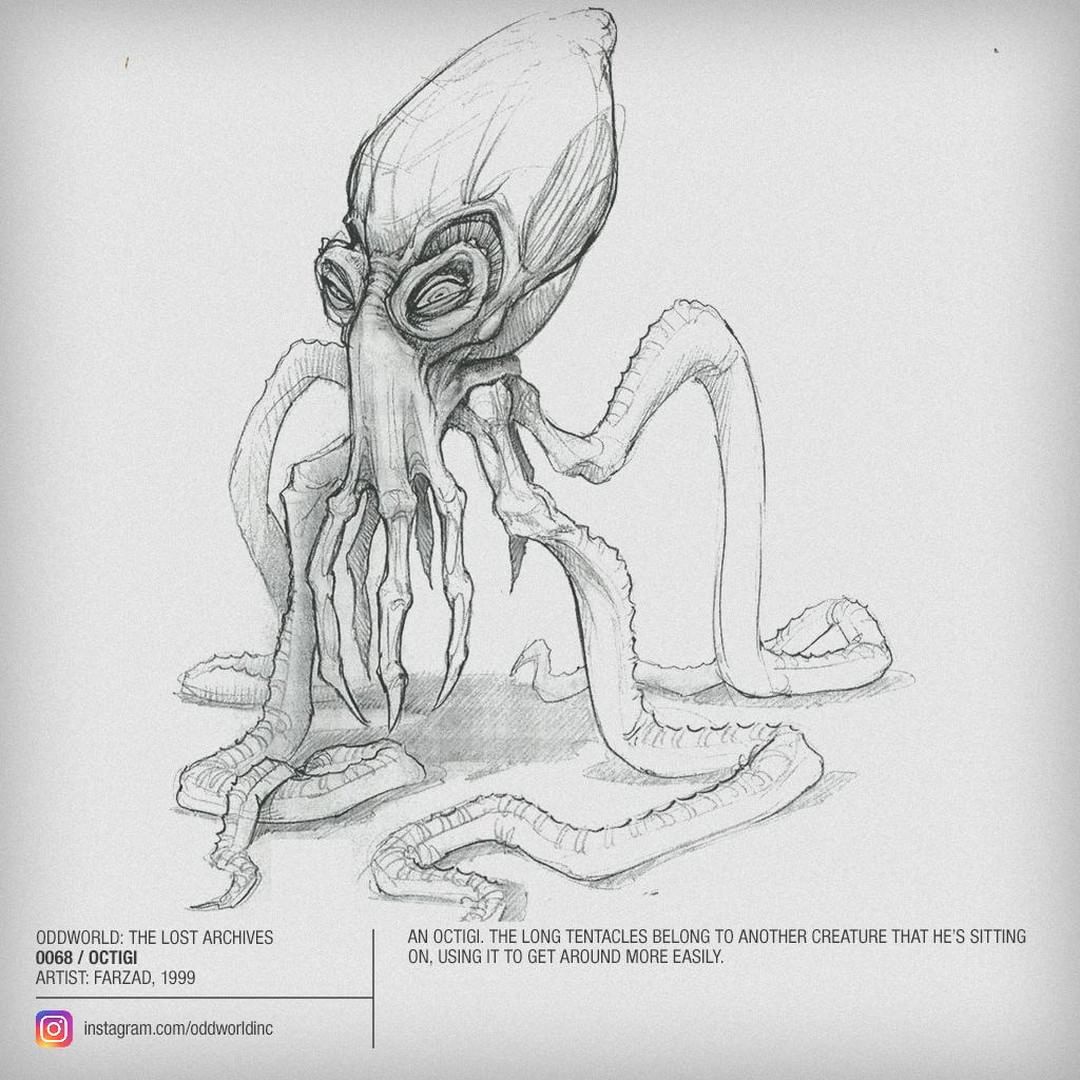 ODDWORLD: THE LOST ARCHIVES
0068 / OCTIGI
ARTIST: FARZAD, 1999
instagram.com/oddworldinc
AN OCTIGI. THE LONG TENTACLES BELONG TO ANOTHER CREATURE THAT HE'S SITTING
ON, USING IT TO GET AROUND MORE EASILY.